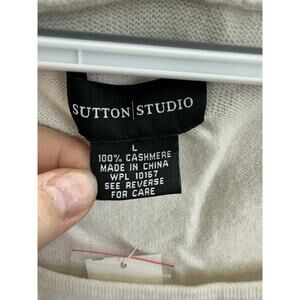 SUTTON|STUDIO
L
100% CASHMERE
MADE IN CHINA
WPL 10167
SEE REVERSE
FOR CARE